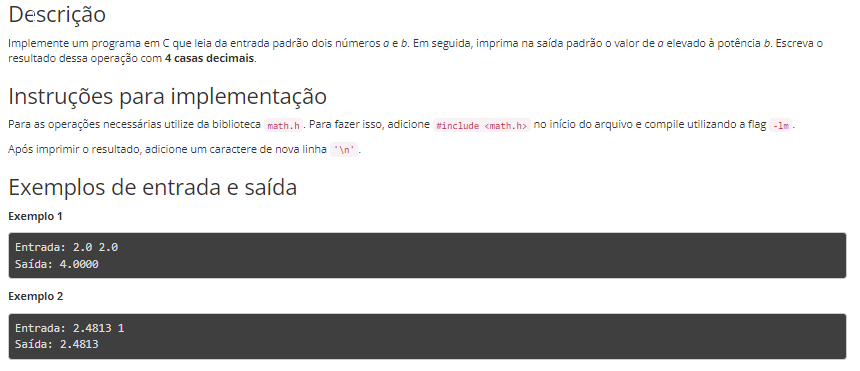 Descrição
Implemente um programa em C que leia da entrada padrão dois números a e b. Em seguida, imprima na saída padrão o valor de a elevado à potência b. Escreva o
resultado dessa operação com 4 casas decimais.
Instruções para implementação
Para as operações necessárias utilize da biblioteca math.h. Para fazer isso, adicione #include <math.h> no início do arquivo e compile utilizando a flag -lm.
Após imprimir o resultado, adicione um caractere de nova linha '\n'.
Exemplos de entrada e saída
Exemplo 1
Entrada: 2.0 2.0
Saída: 4.0000
Exemplo 2
Entrada: 2.4813 1
Saída: 2.4813